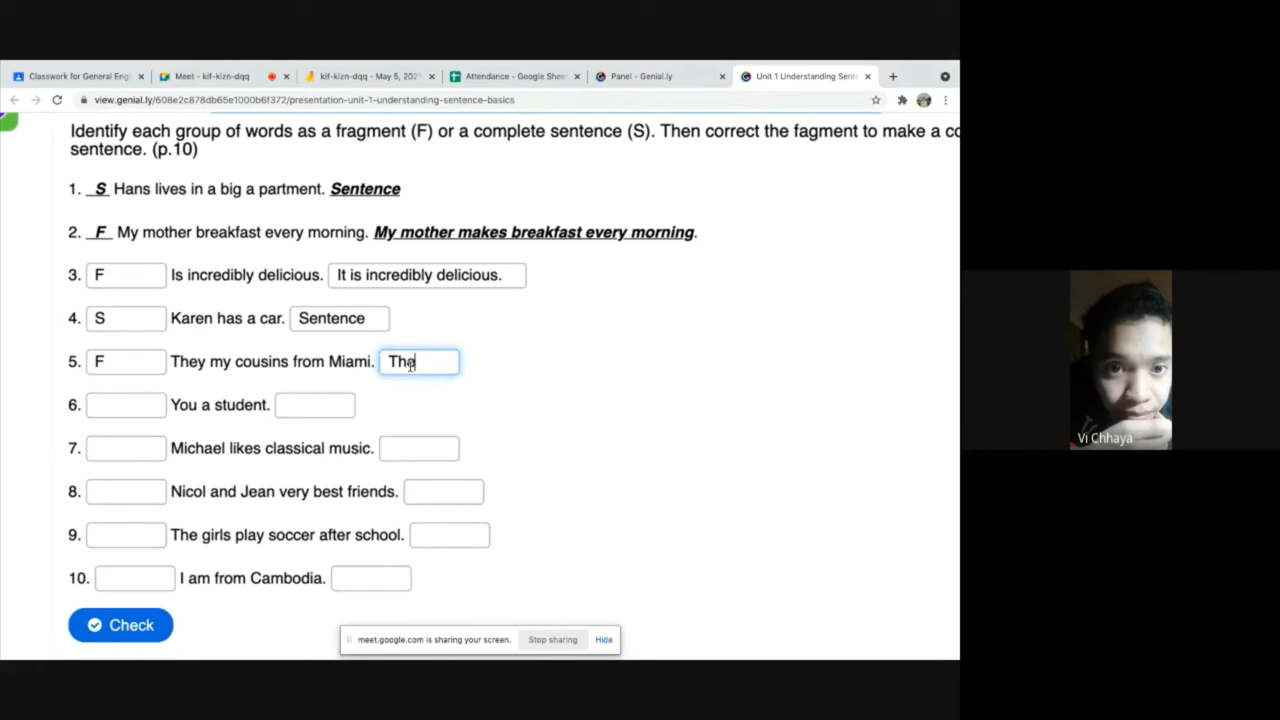 Classwork for General Engl
Meet - kif-kizn-dqq
kif-kizn-dqq - May 5, 2021
Attendance - Google Shee
Panel - Genial.ly
Unit 1 Understanding Sent
view.genial.ly/608e2c878db65e1000b6f372/presentation-unit-1-understanding-sentence-basics
Identify each group of words as a fragment (F) or a complete sentence (S). Then correct the fagment to make a co
sentence. (p.10)
1. _S_ Hans lives in a big a partment. Sentence
2. _F_ My mother breakfast every morning. My mother makes breakfast every morning.
3. F Is incredibly delicious. It is incredibly delicious.
4. S Karen has a car. Sentence
5. F They my cousins from Miami. Tha
6. You a student.
7. Michael likes classical music.
8. Nicol and Jean very best friends.
9. The girls play soccer after school.
10. I am from Cambodia.
Check
meet.google.com is sharing your screen. Stop sharing Hide
Vi Chhaya